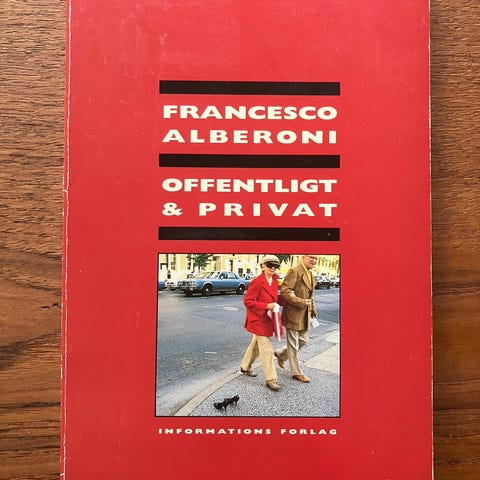 FRANCESCO
ALBERONI
OFFENTLIGT
& PRIVAT
INFORMATIONS FORLAG